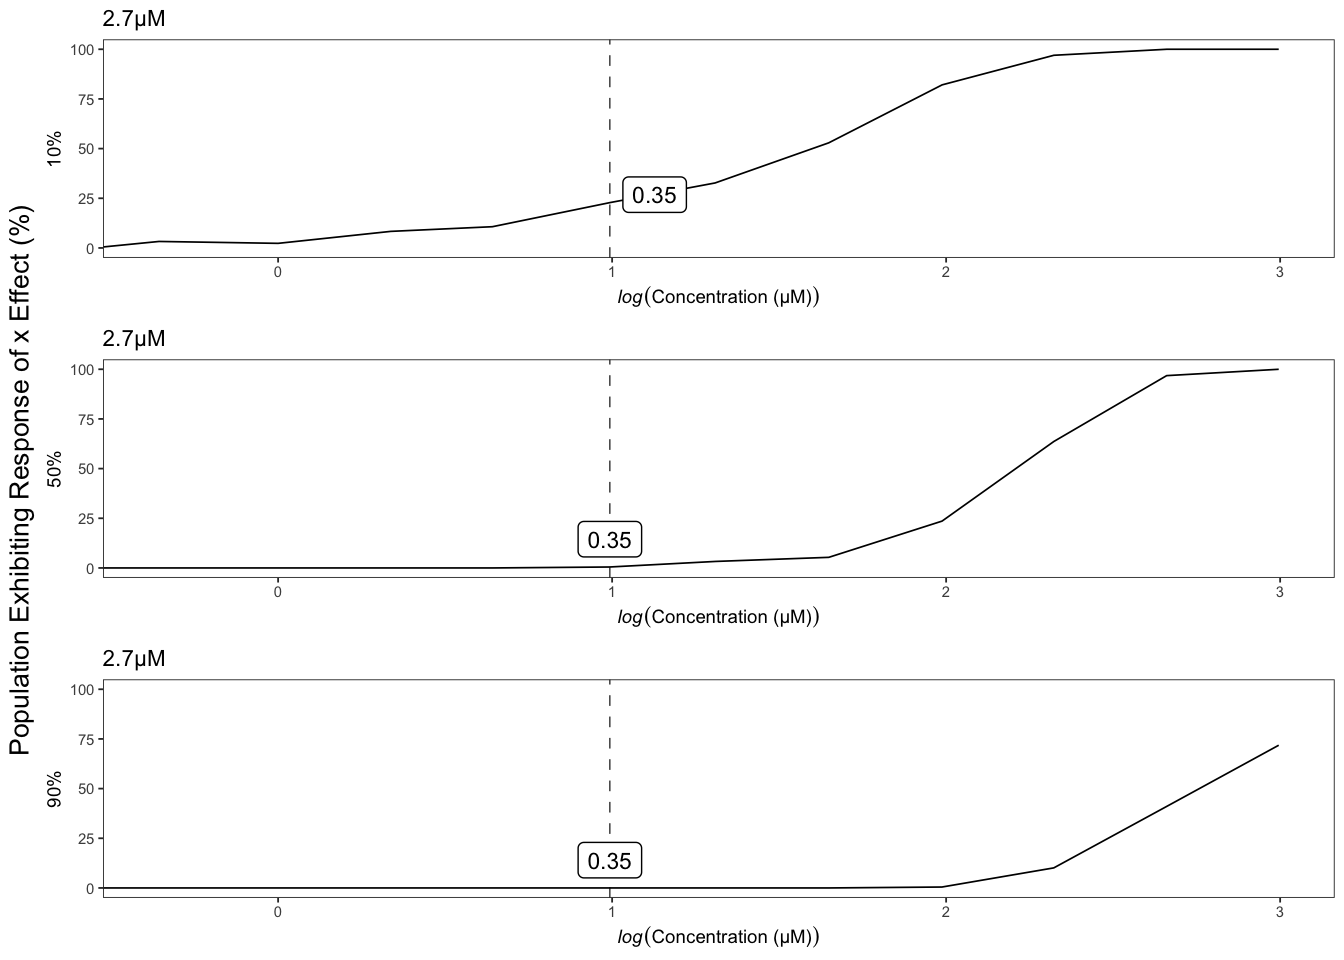 Population Exhibiting Response of x Effect (%)
2.7µM
10%
100
75
50
25
0
0.35
0 1 2 3
log(Concentration (µM))
2.7µM
50%
100
75
50
25
0
0.35
0 1 2 3
log(Concentration (µM))
2.7µM
90%
100
75
50
25
0
0.35
0 1 2 3
log(Concentration (µM))